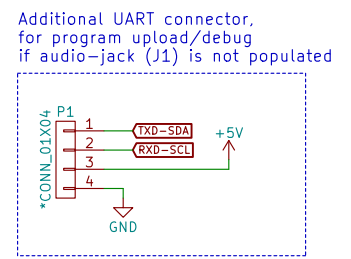 Additional UART connector,
for program upload/debug
if audio-jack (J1) is not populated
P1
*CONN_01X04
1
TXD-SDA
2
RXD-SCL
3
+5V
4
GND